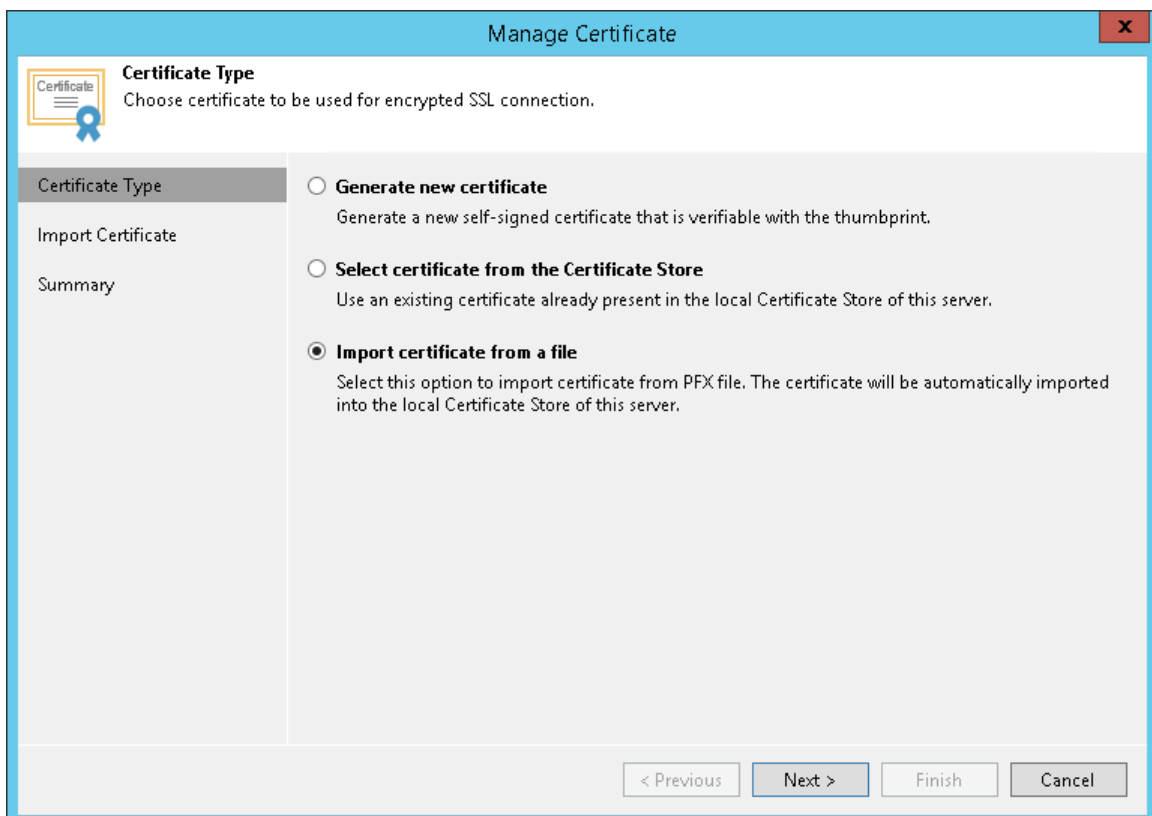 Manage Certificate
x
Certificate
Certificate Type
Choose certificate to be used for encrypted SSL connection.
Certificate Type
Import Certificate
Summary
Generate new certificate
Generate a new self-signed certificate that is verifiable with the thumbprint.
Select certificate from the Certificate Store
Use an existing certificate already present in the local Certificate Store of this server.
Import certificate from a file
Select this option to import certificate from PFX file. The certificate will be automatically imported
into the local Certificate Store of this server.
< Previous
Next >
Finish
Cancel